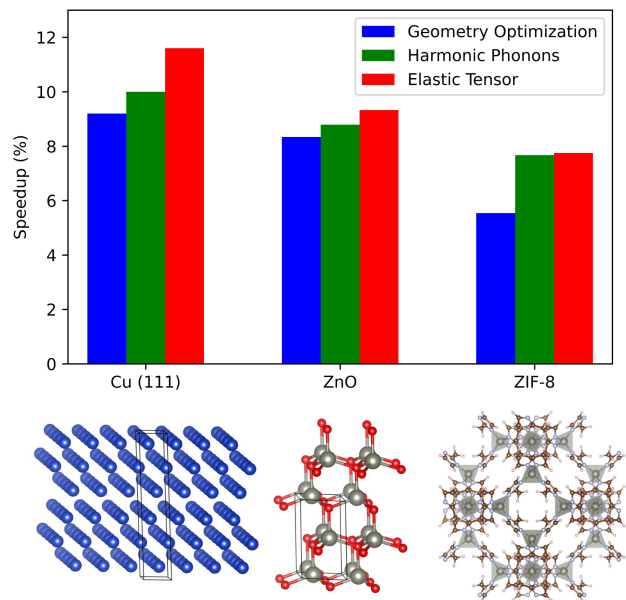 12
10
8
6
4
2
0
Speedup (%)
Geometry Optimization
Harmonic Phonons
Elastic Tensor
Cu (111)
ZnO
ZIF-8